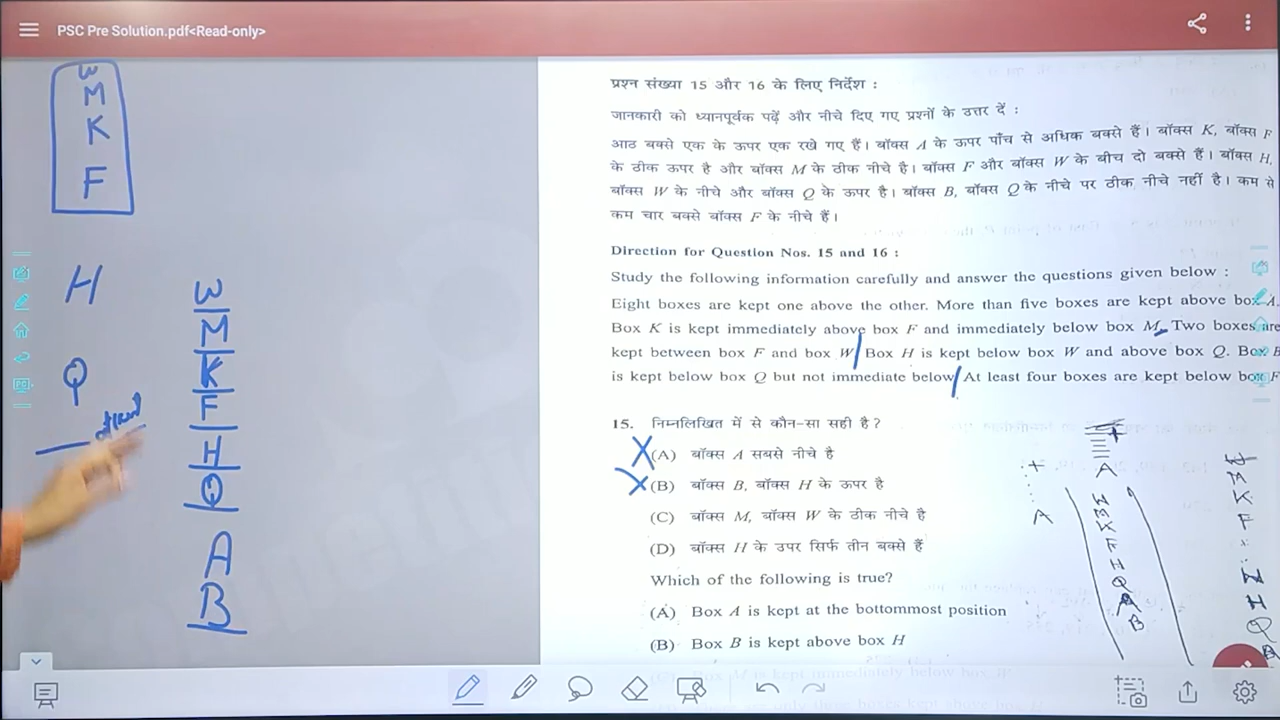 PSC Pre Solution.pdf<Read-only>
W
M
K
F
H
Q
W
M
K
F
H
Q
A
B
प्रश्न संख्या 15 और 16 के लिए निर्देश :
जानकारी को ध्यानपूर्वक पढ़ें और नीचे दिए गए प्रश्नों के उत्तर दें :
आठ बक्से एक के ऊपर एक रखे गए हैं। बॉक्स A के ऊपर पाँच से अधिक बक्से हैं। बॉक्स K, बॉक्स F
के ठीक ऊपर है और बॉक्स M के ठीक नीचे है। बॉक्स F और बॉक्स W के बीच दो बक्से हैं। बॉक्स H,
बॉक्स W के नीचे और बॉक्स Q के ऊपर है। बॉक्स B, बॉक्स Q के नीचे पर ठीक नीचे नहीं है। कम से
कम चार बक्से बॉक्स F के नीचे हैं।
Direction for Question Nos. 15 and 16 :
Study the following information carefully and answer the questions given below :
Eight boxes are kept one above the other. More than five boxes are kept above box A.
Box K is kept immediately above box F and immediately below box M. Two boxes are
kept between box F and box W. Box H is kept below box W and above box Q. Box B
is kept below box Q but not immediate below. At least four boxes are kept below box F
15. निम्नलिखित में से कौन-सा सही है?
(A) बॉक्स A सबसे नीचे है
(B) बॉक्स B, बॉक्स H के ऊपर है
(C) बॉक्स M, बॉक्स W के ठीक नीचे है
(D) बॉक्स H के उपर सिर्फ तीन बक्से हैं
Which of the following is true?
(A) Box A is kept at the bottommost position
(B) Box B is kept above box H
A
A
W
M
K
F
H
Q
A
B
W
M
K
F
W
H
Q
B